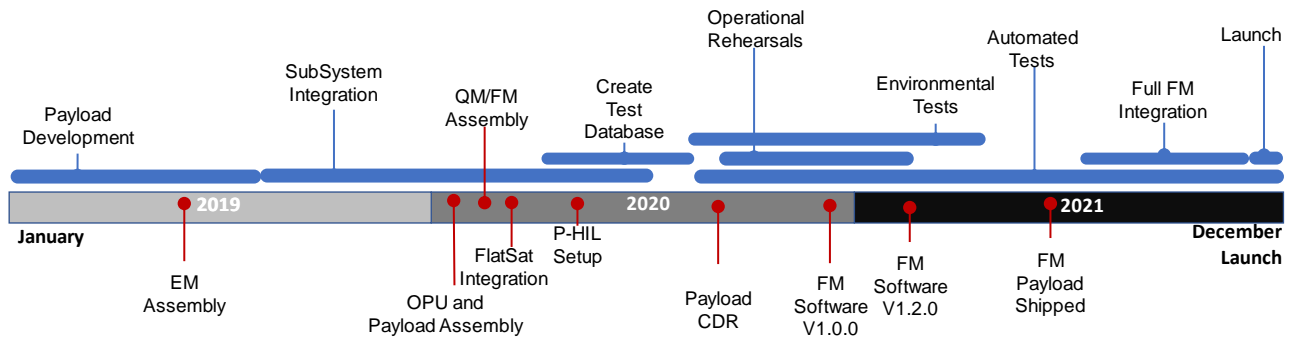 Payload
Development
SubSystem
Integration
QM/FM
Assembly
Create
Test
Database
Operational
Rehearsals
Environmental
Tests
Automated
Tests
Full FM
Integration
Launch
2019
2020
2021
January
December
Launch
EM
Assembly
OPU and
Payload Assembly
FlatSat
Integration
P-HIL
Setup
Payload
CDR
FM
Software
V1.0.0
FM
Software
V1.2.0
FM
Payload
Shipped